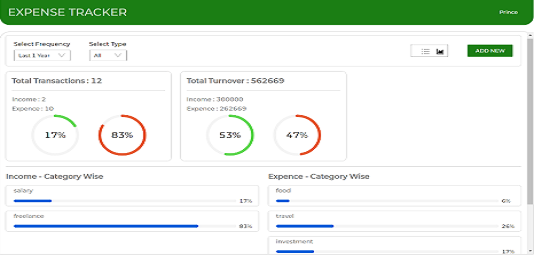 EXPENSE TRACKER
Prince
Select Frequency
Select Type
Last 1 Year
All
ADD NEW
Total Transactions : 12
Income : 2
Expence : 10
17%
83%
Total Turnover : 562669
Income : 300000
Expence : 262669
53%
47%
Income - Category Wise
salary
17%
freelance
83%
Expence - Category Wise
food
6%
travel
26%
investment
17%